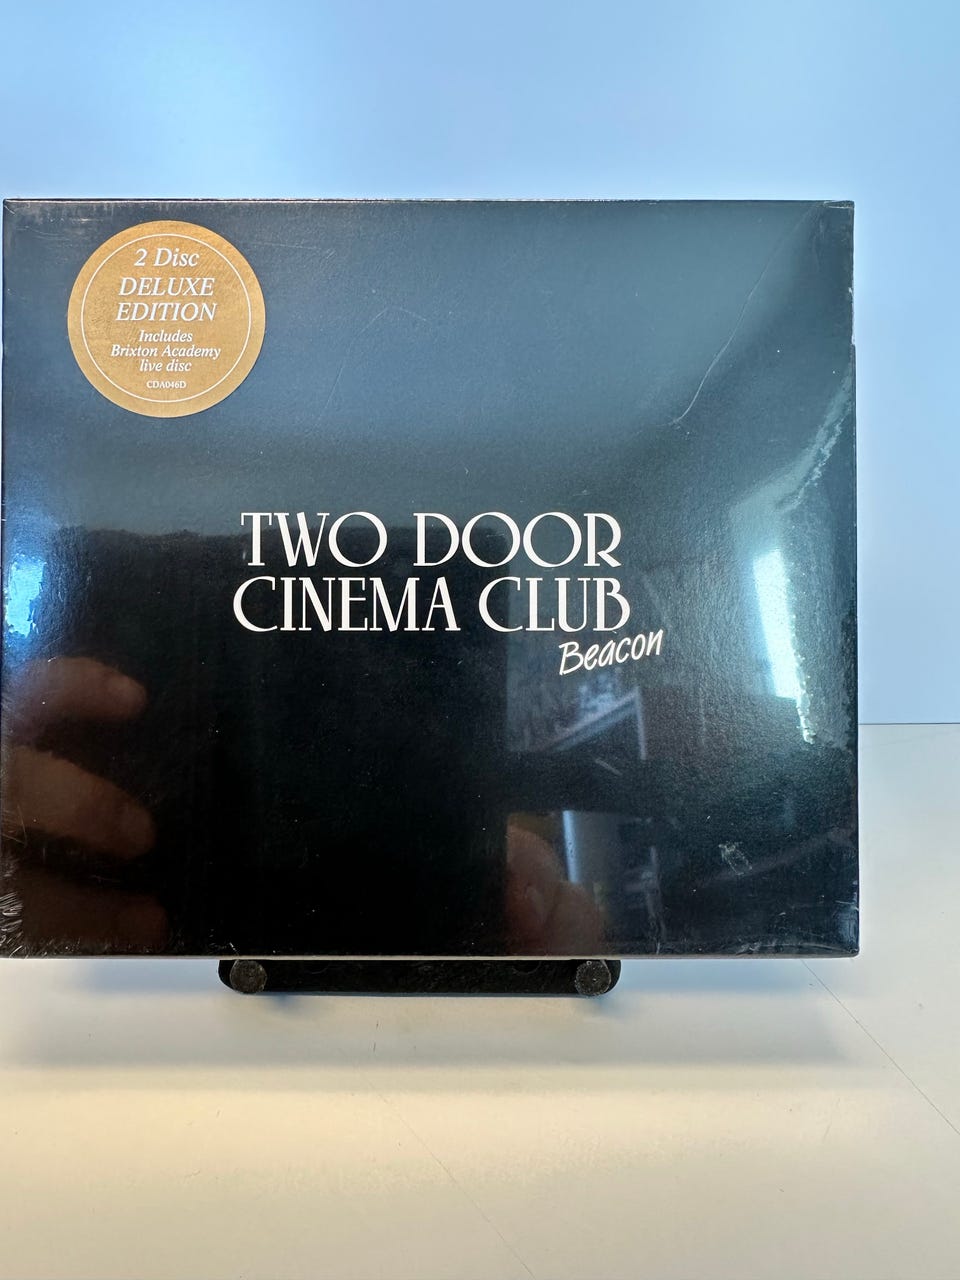 2 Disc
DELUXE
EDITION
Includes
Brixton Academy
live disc
CDA046D
TWO DOOR
CINEMA CLUB
Beacon